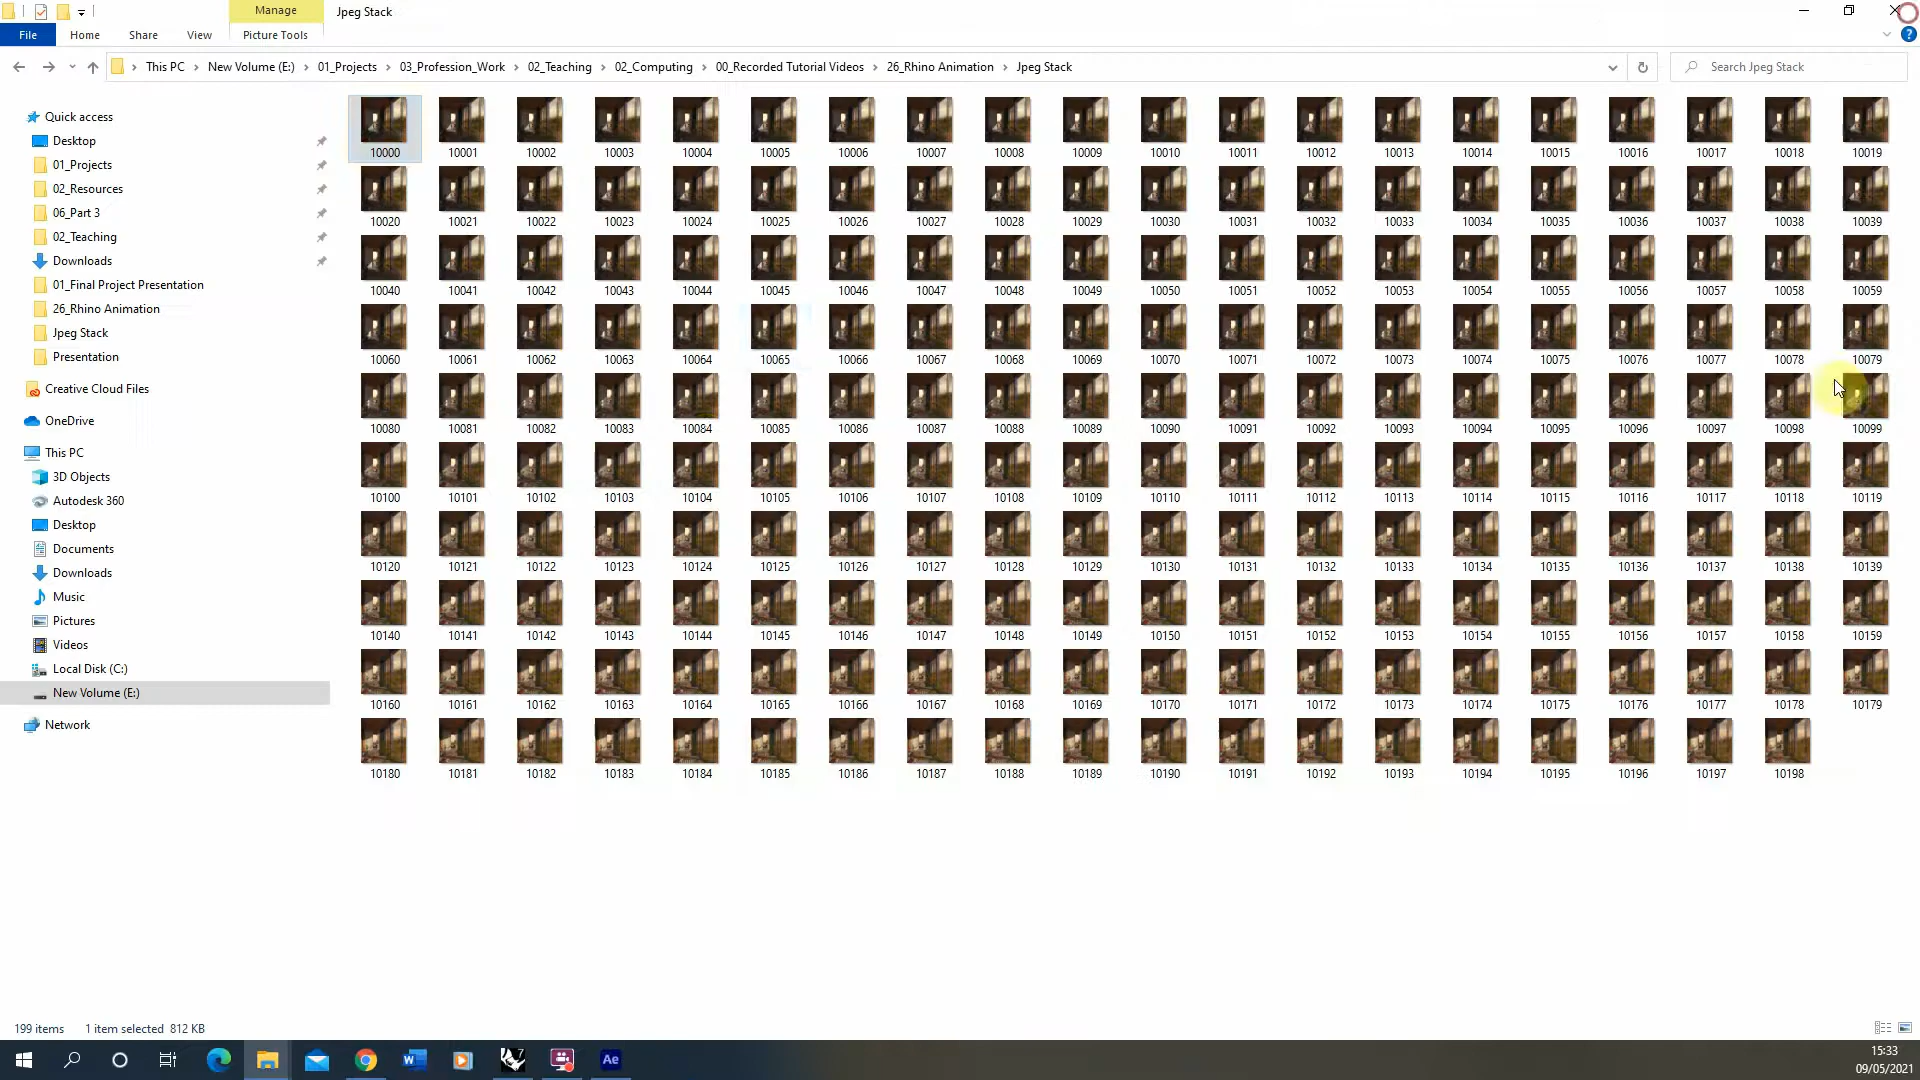 Manage
Jpeg Stack
File
Home
Share
View
Picture Tools
This PC
New Volume (E:)
01_Projects
03_Profession_Work
02_Teaching
02_Computing
00_Recorded Tutorial Videos
26_Rhino Animation
Jpeg Stack
Search Jpeg Stack
Quick access
Desktop
01_Projects
02_Resources
06_Part 3
02_Teaching
Downloads
01_Final Project Presentation
26_Rhino Animation
Jpeg Stack
Presentation
Creative Cloud Files
OneDrive
This PC
3D Objects
Autodesk 360
Desktop
Documents
Downloads
Music
Pictures
Videos
Local Disk (C:)
New Volume (E:)
Network
10000 10001 10002 10003 10004 10005 10006 10007 10008 10009 10010 10011 10012 10013 10014 10015 10016 10017 10018 10019
10020 10021 10022 10023 10024 10025 10026 10027 10028 10029 10030 10031 10032 10033 10034 10035 10036 10037 10038 10039
10040 10041 10042 10043 10044 10045 10046 10047 10048 10049 10050 10051 10052 10053 10054 10055 10056 10057 10058 10059
10060 10061 10062 10063 10064 10065 10066 10067 10068 10069 10070 10071 10072 10073 10074 10075 10076 10077 10078 10079
10080 10081 10082 10083 10084 10085 10086 10087 10088 10089 10090 10091 10092 10093 10094 10095 10096 10097 10098 10099
10100 10101 10102 10103 10104 10105 10106 10107 10108 10109 10110 10111 10112 10113 10114 10115 10116 10117 10118 10119
10120 10121 10122 10123 10124 10125 10126 10127 10128 10129 10130 10131 10132 10133 10134 10135 10136 10137 10138 10139
10140 10141 10142 10143 10144 10145 10146 10147 10148 10149 10150 10151 10152 10153 10154 10155 10156 10157 10158 10159
10160 10161 10162 10163 10164 10165 10166 10167 10168 10169 10170 10171 10172 10173 10174 10175 10176 10177 10178 10179
10180 10181 10182 10183 10184 10185 10186 10187 10188 10189 10190 10191 10192 10193 10194 10195 10196 10197 10198
199 items
1 item selected 812 KB
W
7
Ae
15:33
09/05/2021